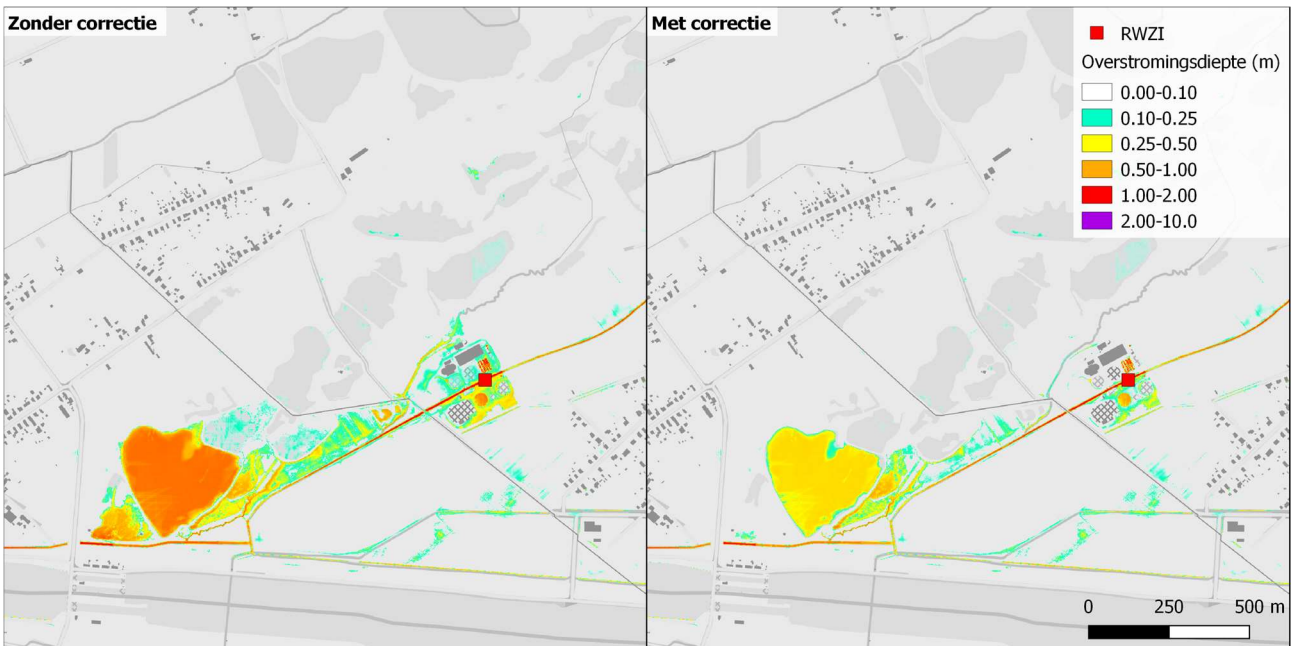 Zonder correctie
Met correctie
RWZI
Overstromingsdiepte (m)
0.00-0.10
0.10-0.25
0.25-0.50
0.50-1.00
1.00-2.00
2.00-10.0
0 250 500 m